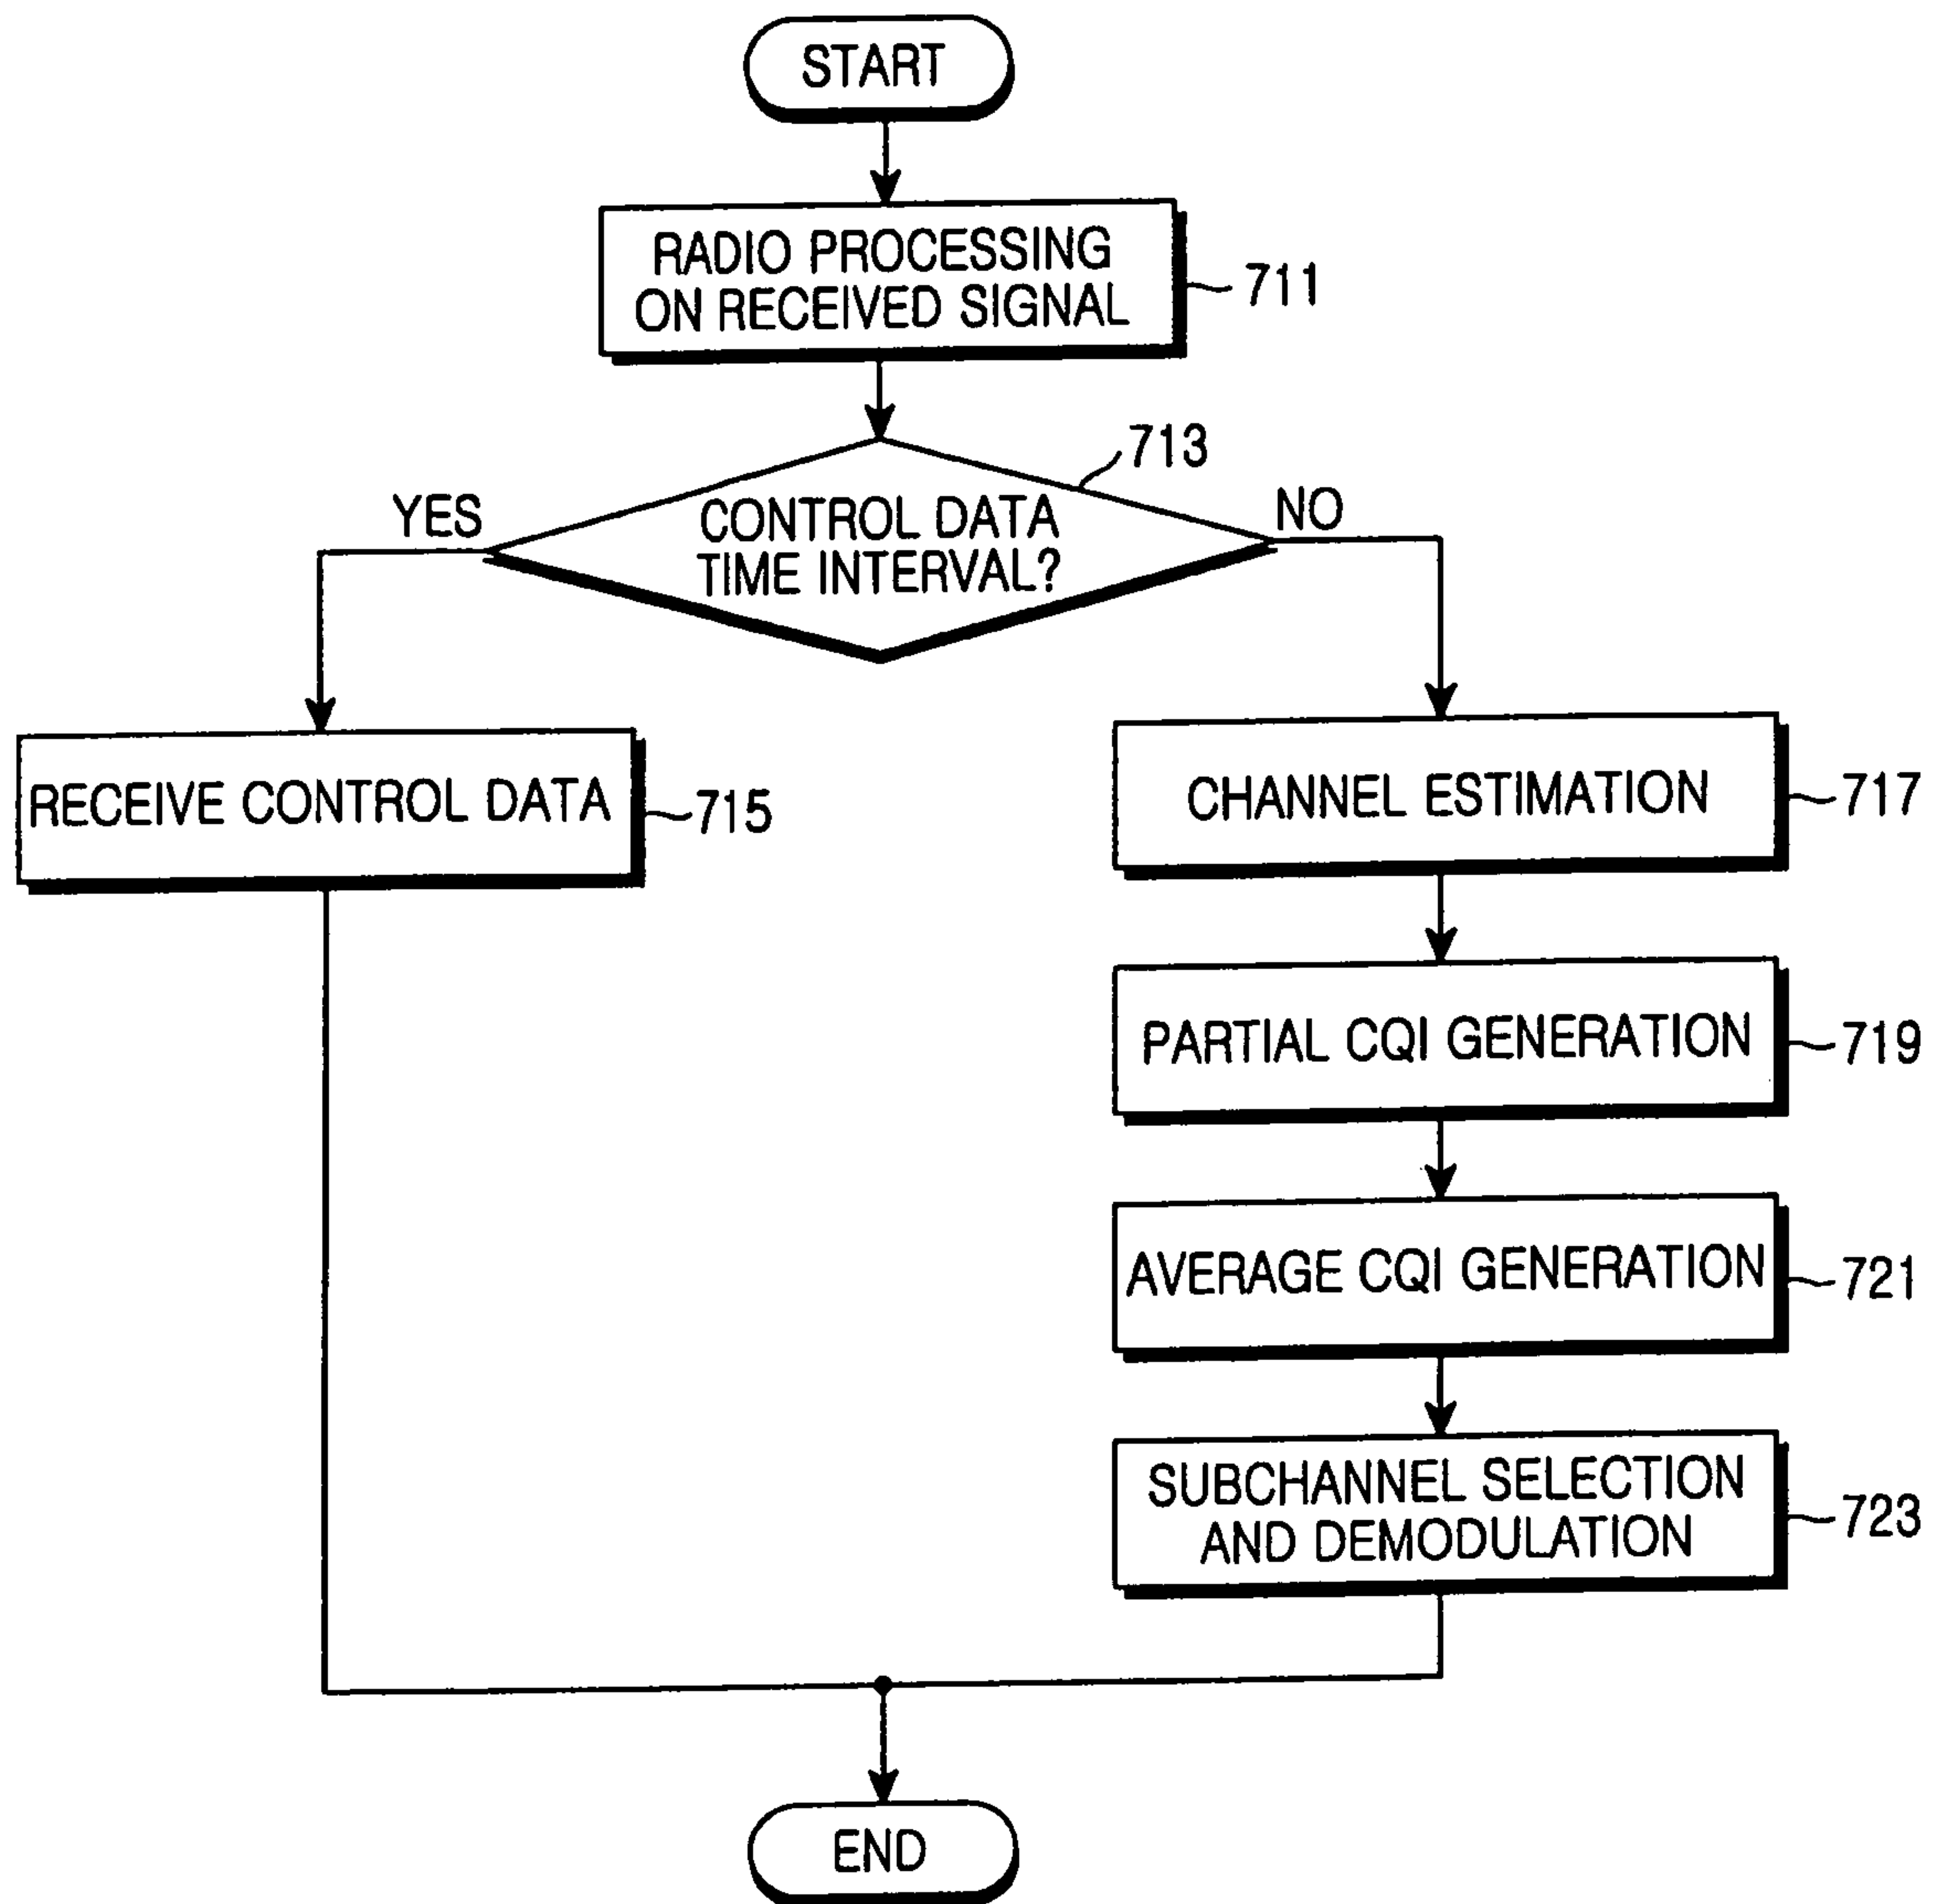 START
RADIO PROCESSING
ON RECEIVED SIGNAL
711
713
YES
CONTROL DATA
TIME INTERVAL?
NO
RECEIVE CONTROL DATA
715
CHANNEL ESTIMATION
717
PARTIAL CQI GENERATION
719
AVERAGE CQI GENERATION
721
SUBCHANNEL SELECTION
AND DEMODULATION
723
END